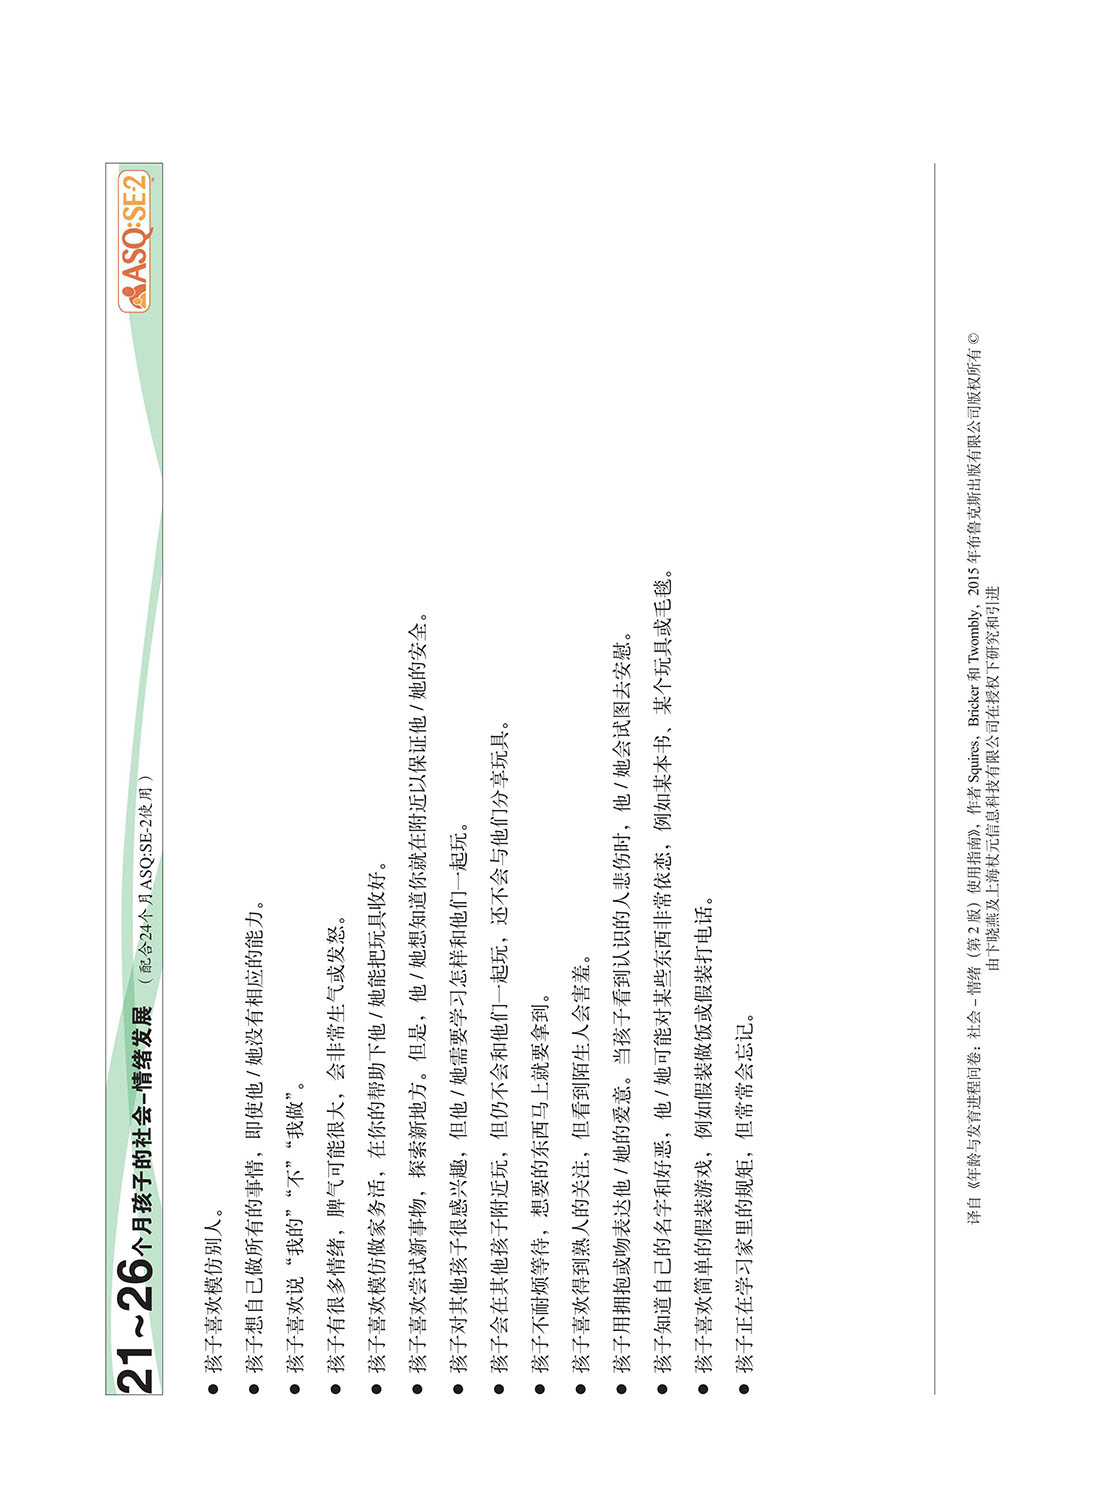 21~26个月孩子的社会-情绪发展 （配合24个月ASQ:SE-2使用）
ASQ:SE-2
● 孩子喜欢模仿别人。
● 孩子想自己做所有的事情，即使他 / 她没有相应的能力。
● 孩子喜欢说“我的”“不”“我做”。
● 孩子有很多情绪，脾气可能很大，会非常生气或发怒。
● 孩子喜欢模仿做家务活，在你的帮助下他 / 她能把玩具收好。
● 孩子喜欢尝试新事物，探索新地方。但是，他 / 她想知道你就在附近以保证他 / 她的安全。
● 孩子对其他孩子很感兴趣，但他 / 她需要学习怎样和他们一起玩。
● 孩子会在其他孩子附近玩，但仍不会和他们一起玩，还不会与他们分享玩具。
● 孩子不耐烦等待，想要的东西马上就要拿到。
● 孩子喜欢得到熟人的关注，但看到陌生人会害羞。
● 孩子用拥抱或吻表达他 / 她的爱意。当孩子看到认识的人悲伤时，他 / 她会试图去安慰。
● 孩子知道自己的名字和好恶，他 / 她可能对某些东西非常依恋，例如某本书、某个玩具或毛毯。
● 孩子喜欢简单的假装游戏，例如假装做饭或假装打电话。
● 孩子正在学习家里的规矩，但常常会忘记。
译自《年龄与发育进程问卷：社会－情绪（第 2 版）使用指南》，作者 Squires，Bricker 和 Twombly，2015 年布鲁克斯出版有限公司版权所有 ©
由卞晓燕及上海杖元信息科技有限公司在授权下研究和引进